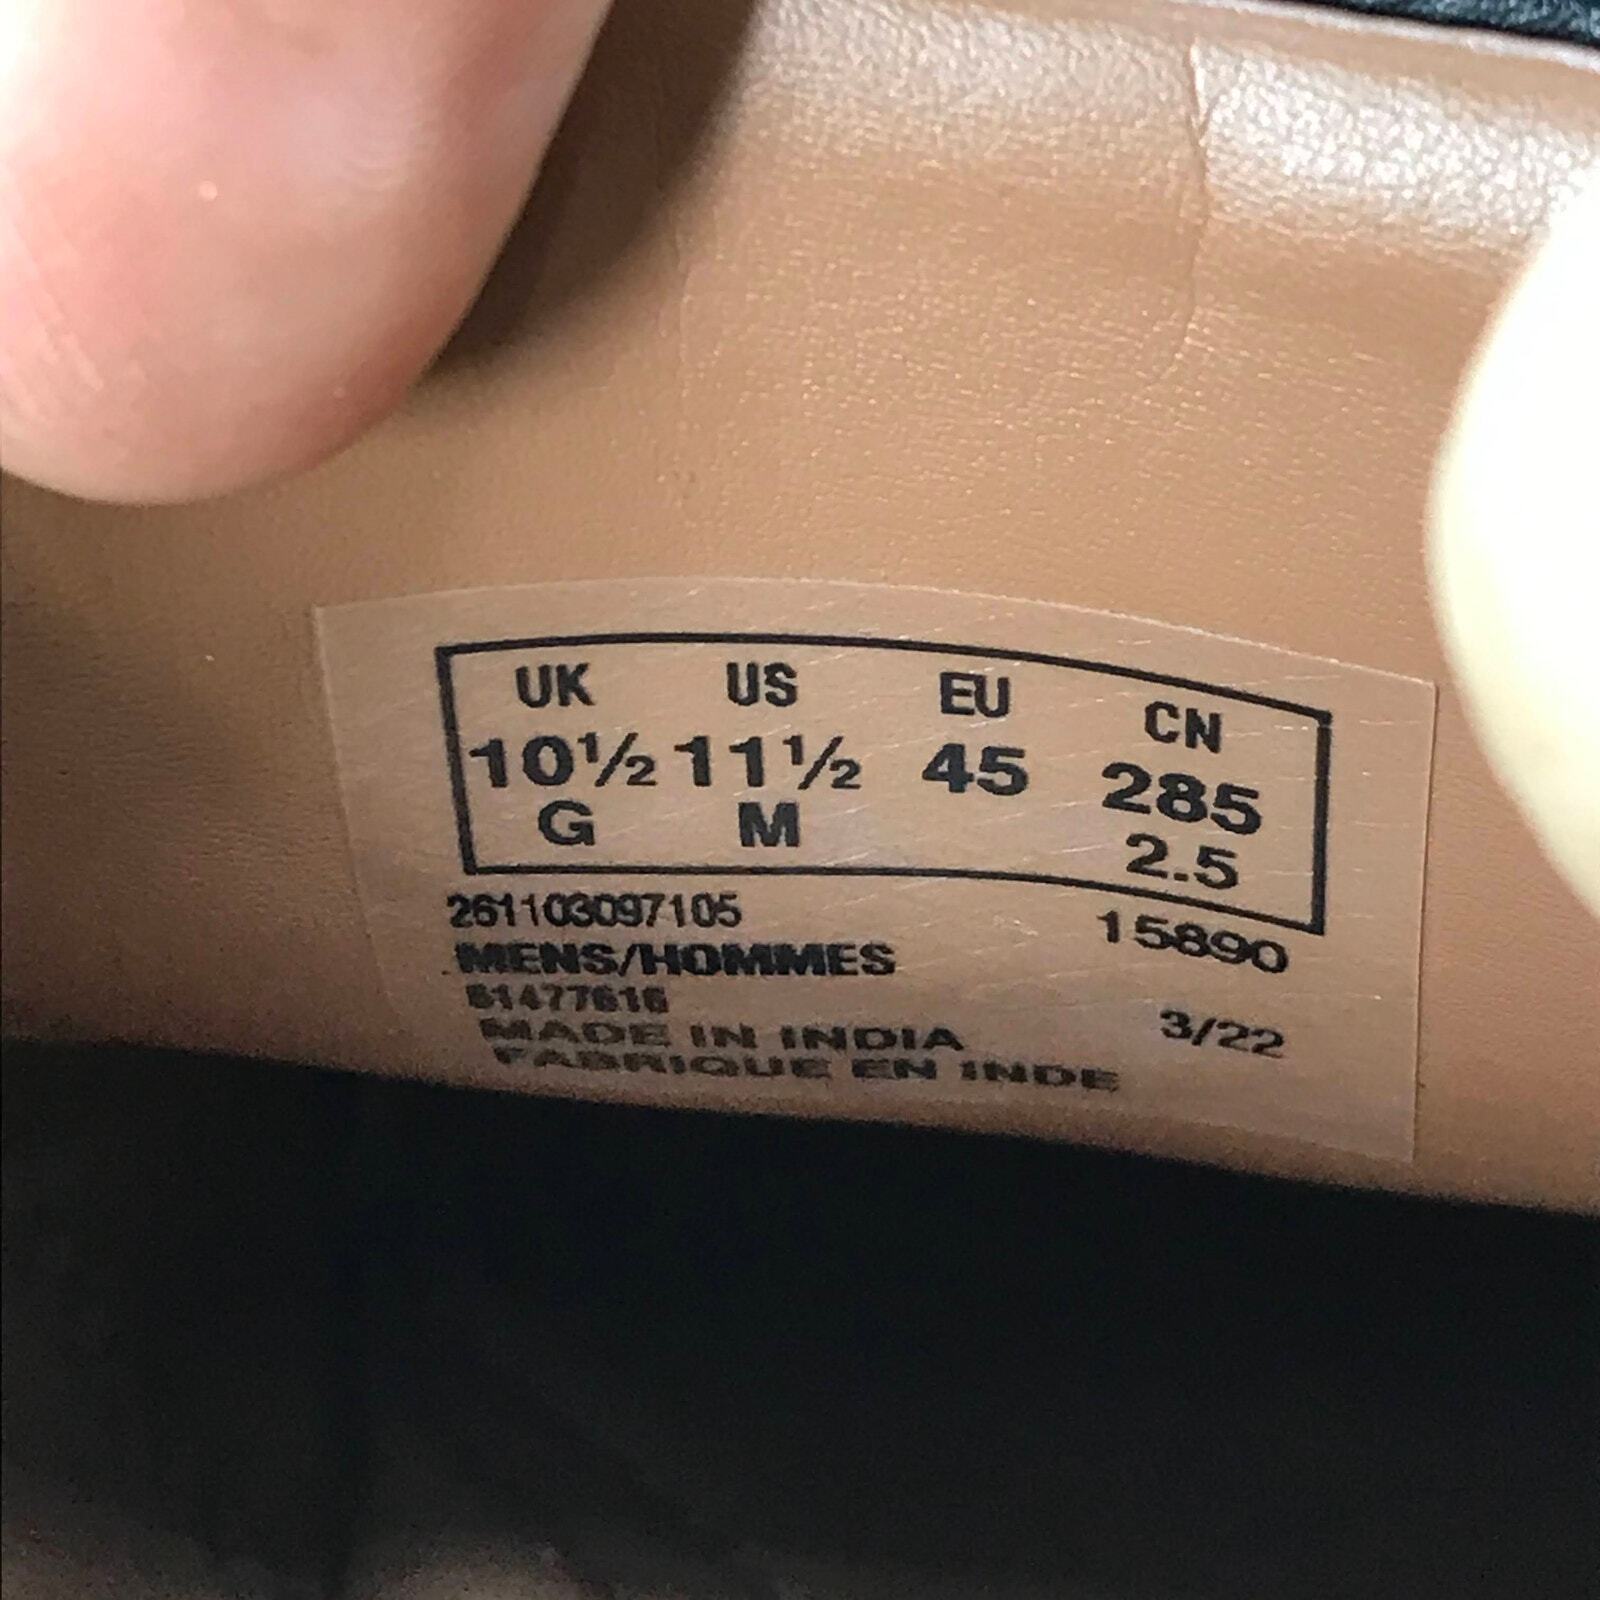 UK US EU CN
10½ 11½ 45 285
G M 2.5
261103097105 15890
MENS/HOMMES
61477616 3/22
MADE IN INDIA
FABRIQUE EN INDE